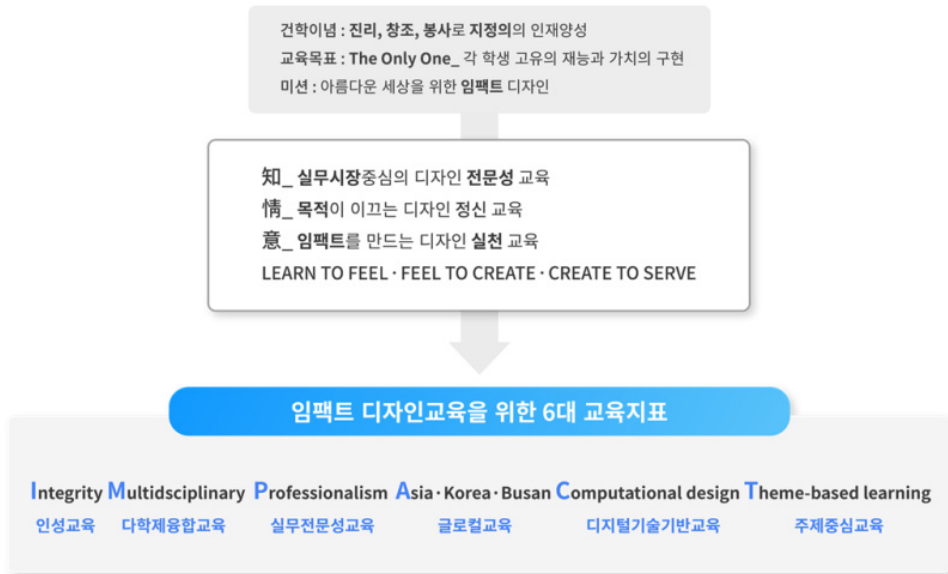 건학이념 : 진리, 창조, 봉사로 지정의의 인재양성
교육목표 : The Only One_ 각 학생 고유의 재능과 가치의 구현
미션 : 아름다운 세상을 위한 임팩트 디자인
知_ 실무시장중심의 디자인 전문성 교육
情_ 목적이 이끄는 디자인 정신 교육
意_ 임팩트를 만드는 디자인 실천 교육
LEARN TO FEEL · FEEL TO CREATE · CREATE TO SERVE
임팩트 디자인교육을 위한 6대 교육지표
Integrity Multidsciplinary Professionalism Asia · Korea · Busan Computational design Theme-based learning
인성교육 다학제융합교육 실무전문성교육 글로컬교육 디지털기술기반교육 주제중심교육